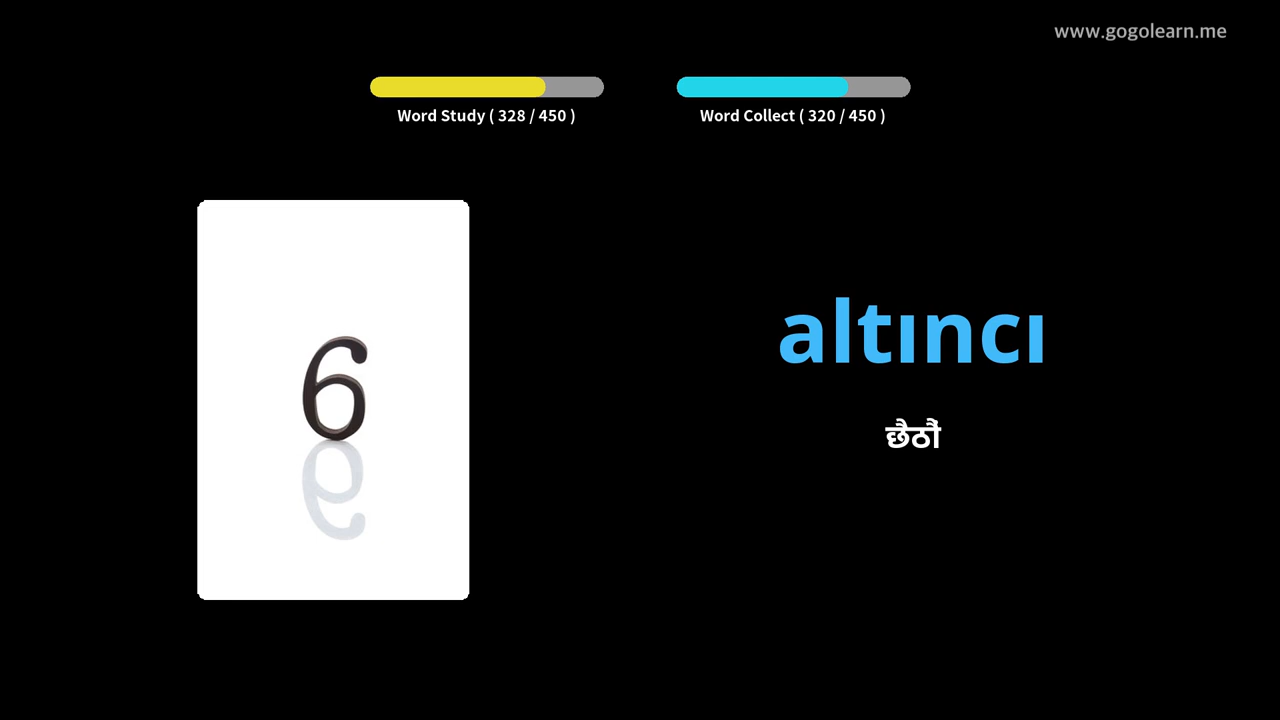 www.gogolearn.me
Word Study ( 328 / 450 )
Word Collect ( 320 / 450 )
6
altıncı
छैठौं